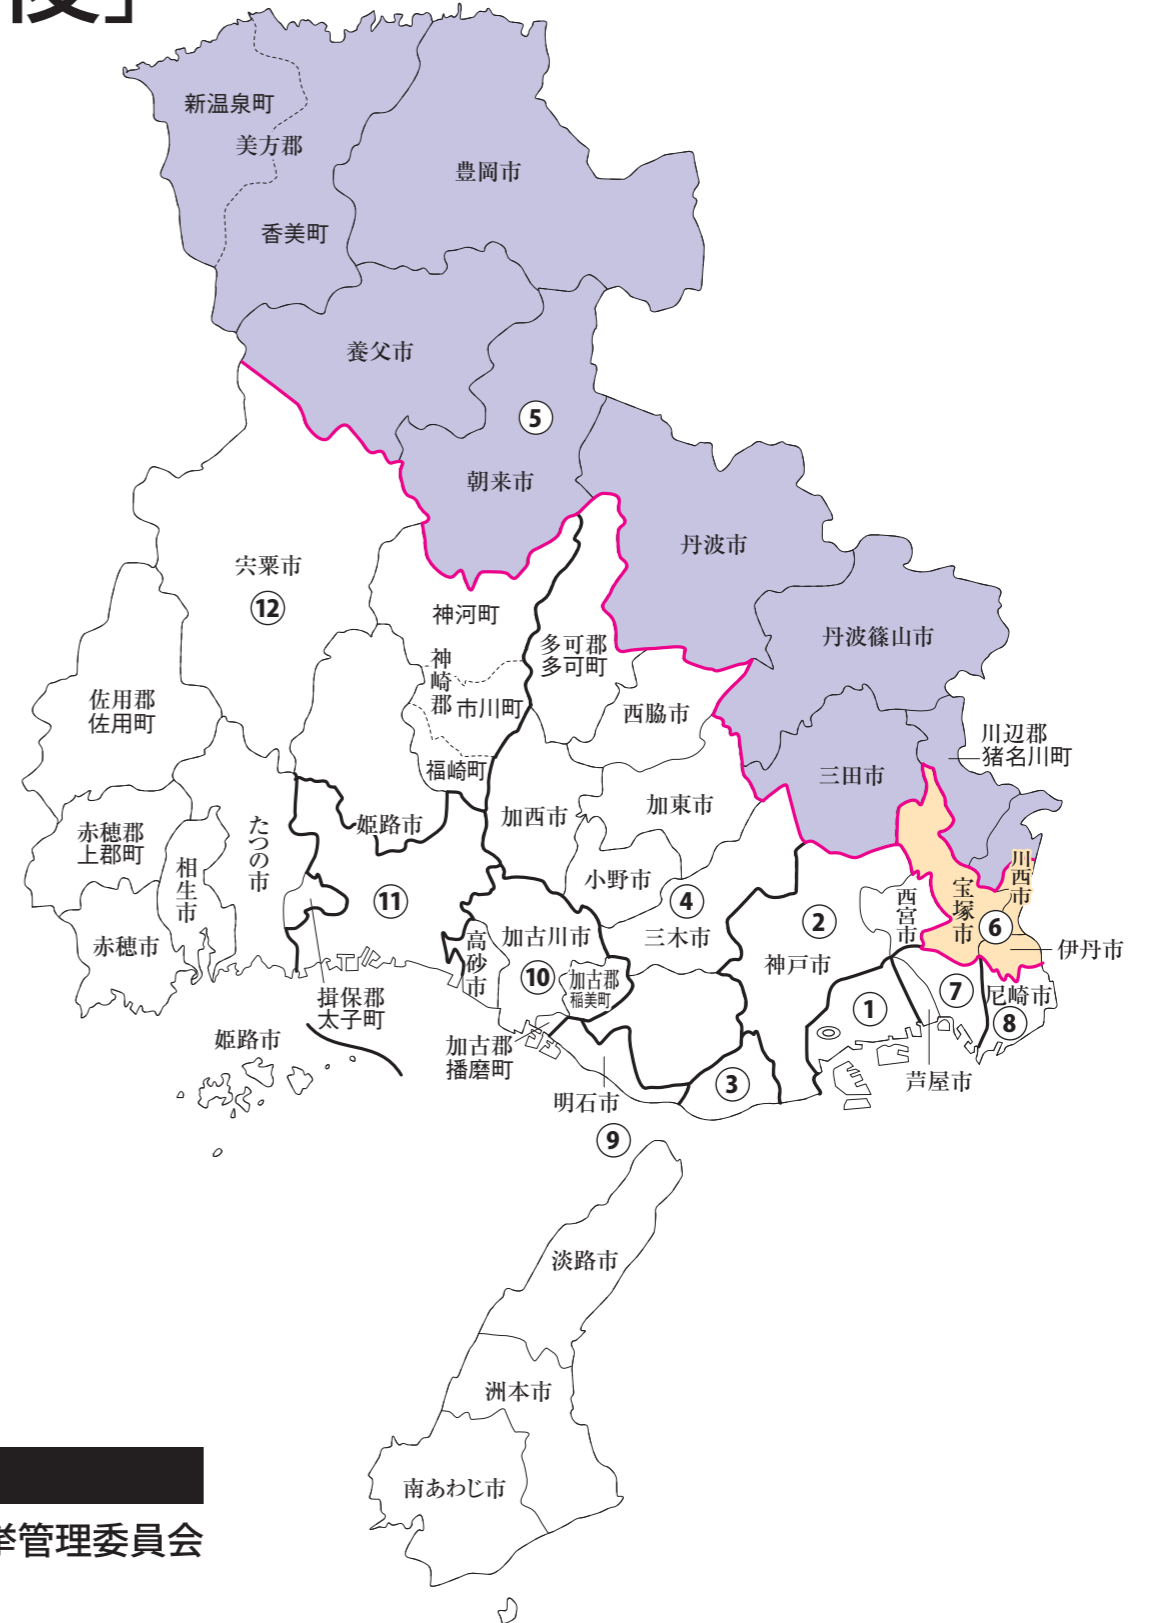 後」
新温泉町
美方郡
豊岡市
香美町
養父市
⑤
朝来市
丹波市
宍粟市
⑫
神河町
多可郡
多可町
丹波篠山市
神崎郡
市川町
佐用郡
佐用町
西脇市
川辺郡
猪名川町
福崎町
三田市
加西市
加東市
姫路市
たつの市
赤穂郡
上郡町
相生市
小野市
川西市
宝塚市
西宮市
⑪
④
②
⑥
赤穂市
高砂市
加古川市
三木市
神戸市
伊丹市
⑩
加古郡
稲美町
揖保郡
太子町
①
⑦
尼崎市
⑧
姫路市
加古郡
播磨町
明石市
③
芦屋市
⑨
淡路市
洲本市
南あわじ市
挙管理委員会